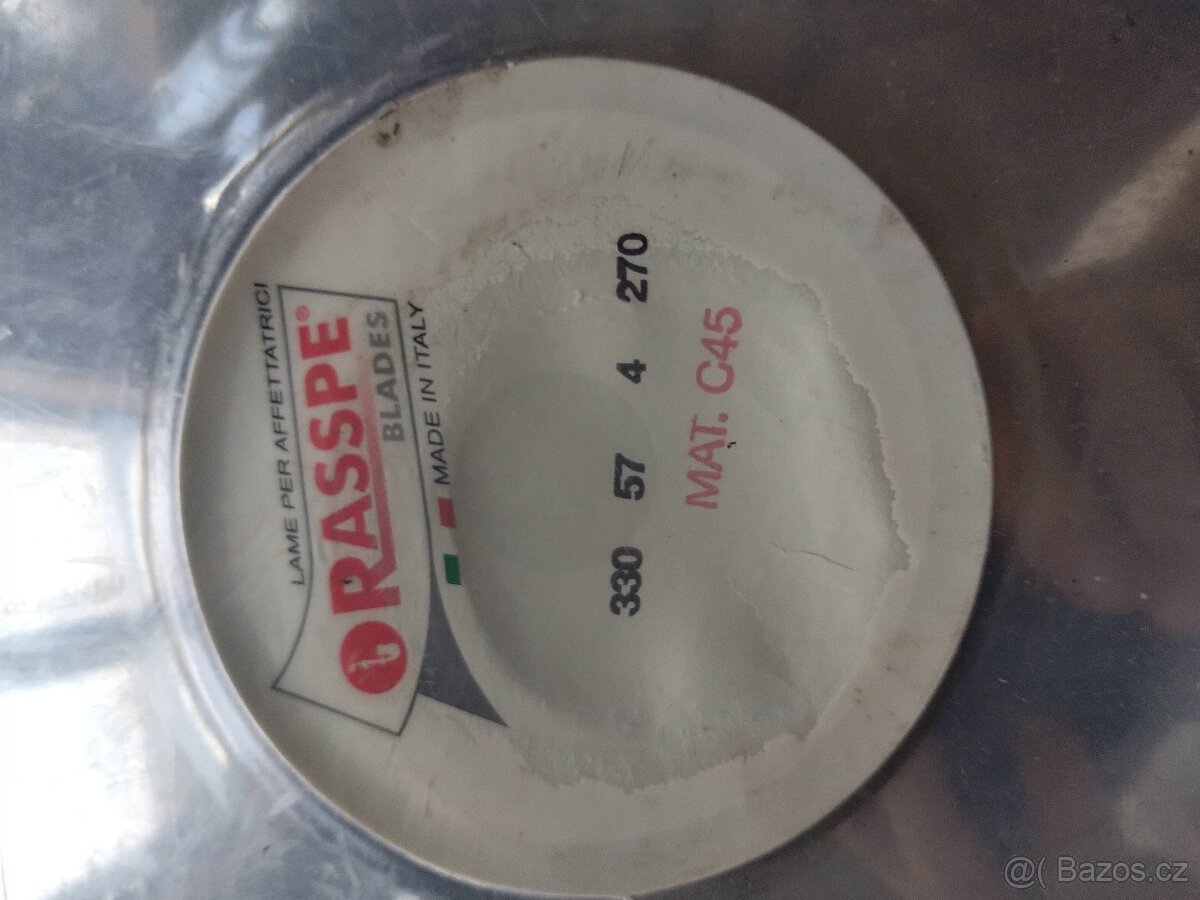 LAME PER AFFETTATRICI
RASSPE®
BLADES
MADE IN ITALY
330 57 4 270
MAT. C45
@( Bazos.cz